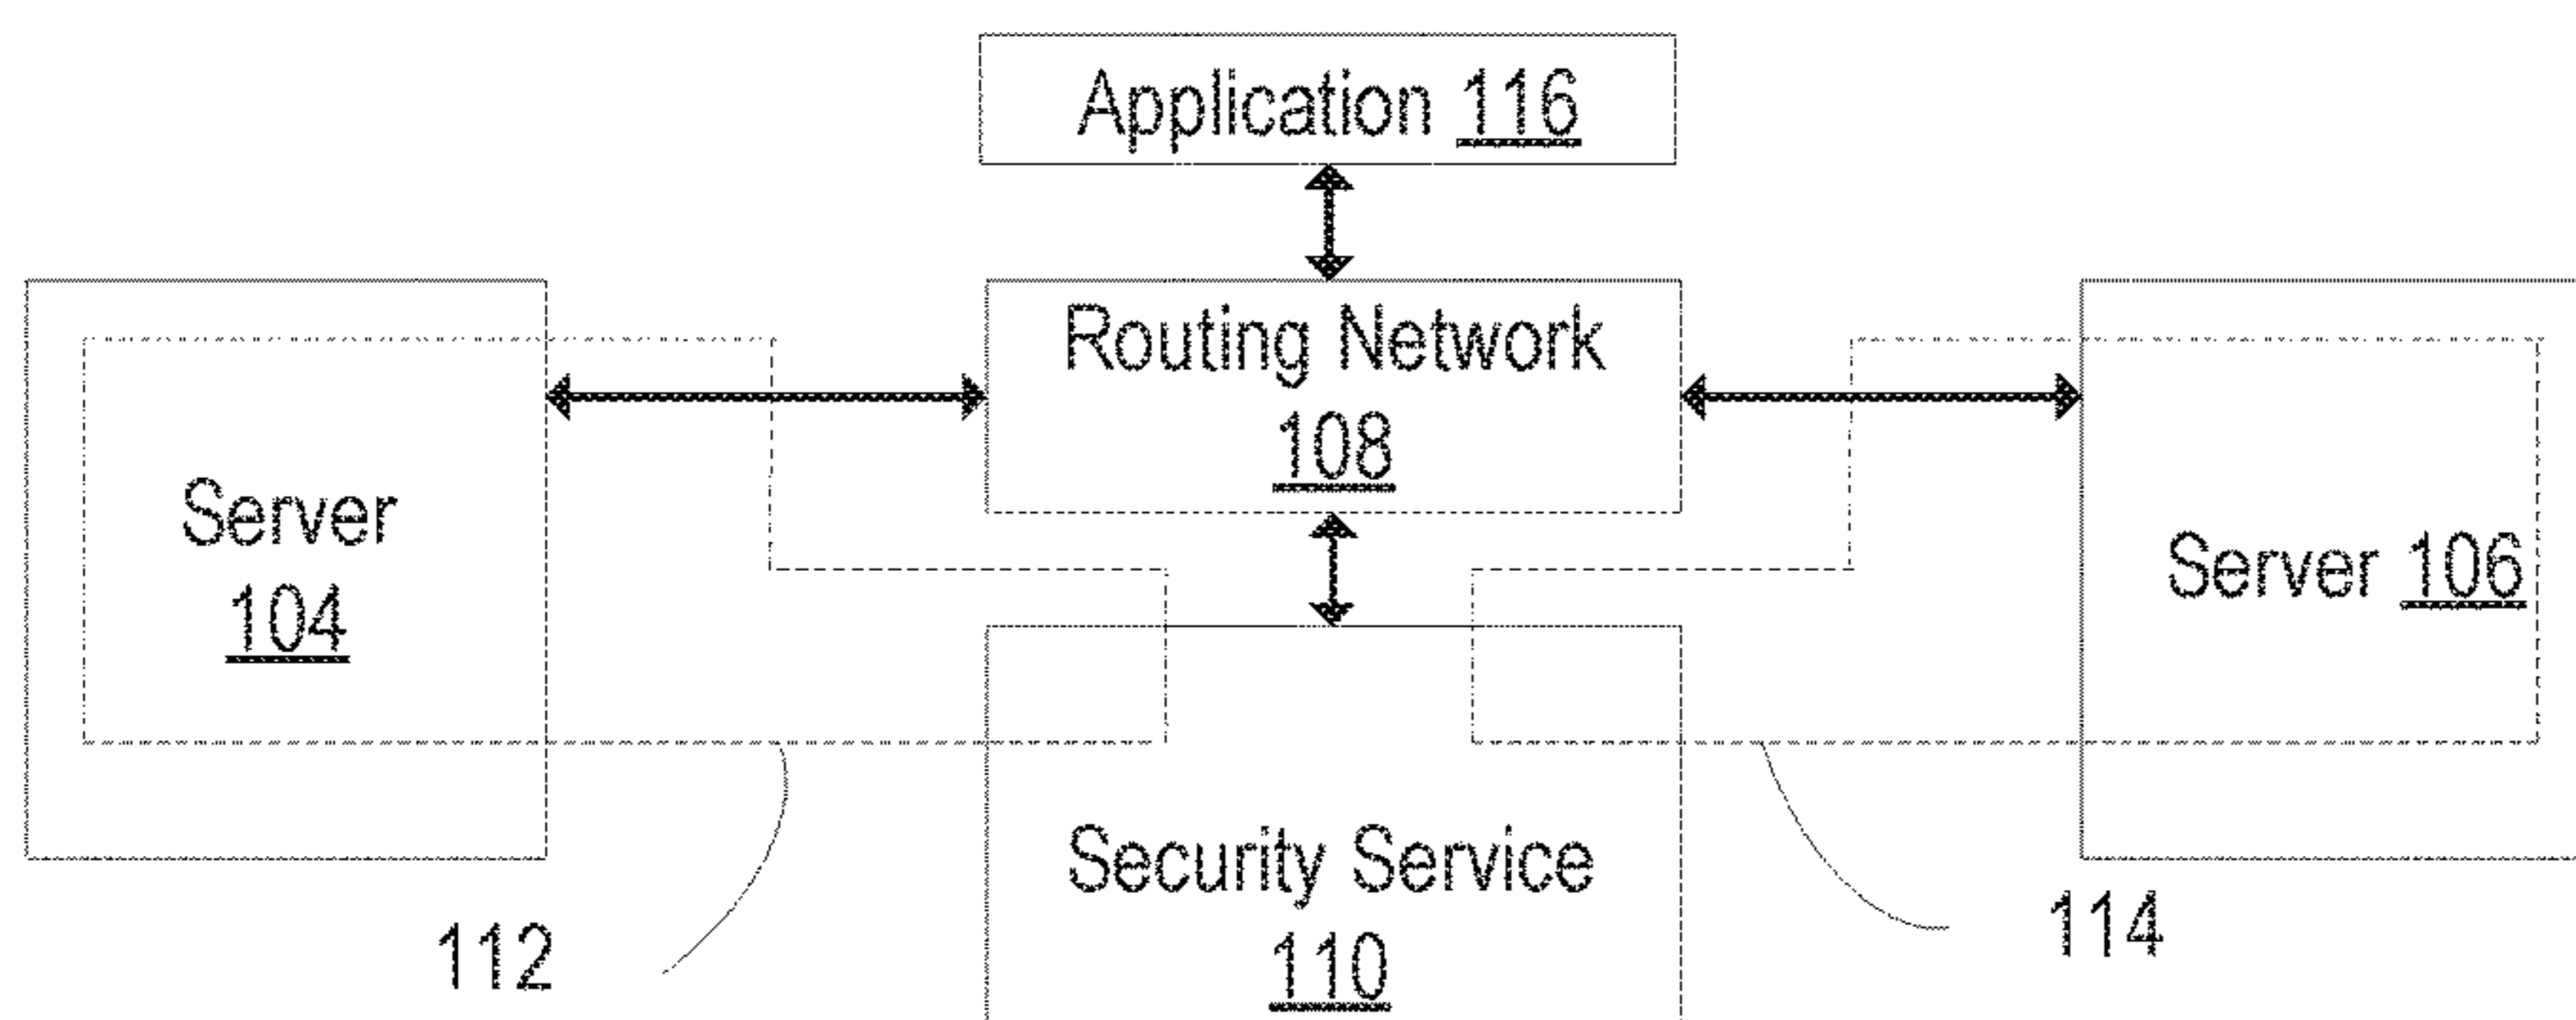 Application 116
Routing Network
108
Server
104
Server 106
Security Service
110
112
114